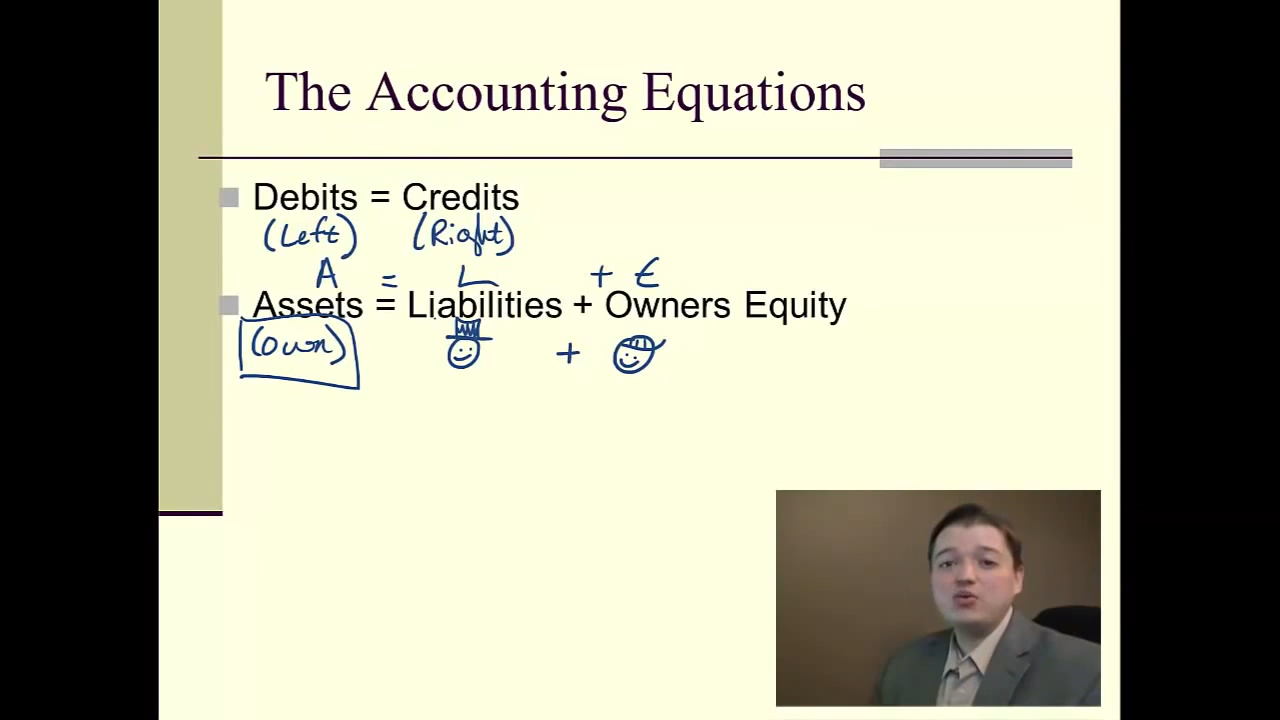 The Accounting Equations
Debits = Credits
(Left) (Right)
A = L + E
Assets = Liabilities + Owners Equity
(own) +